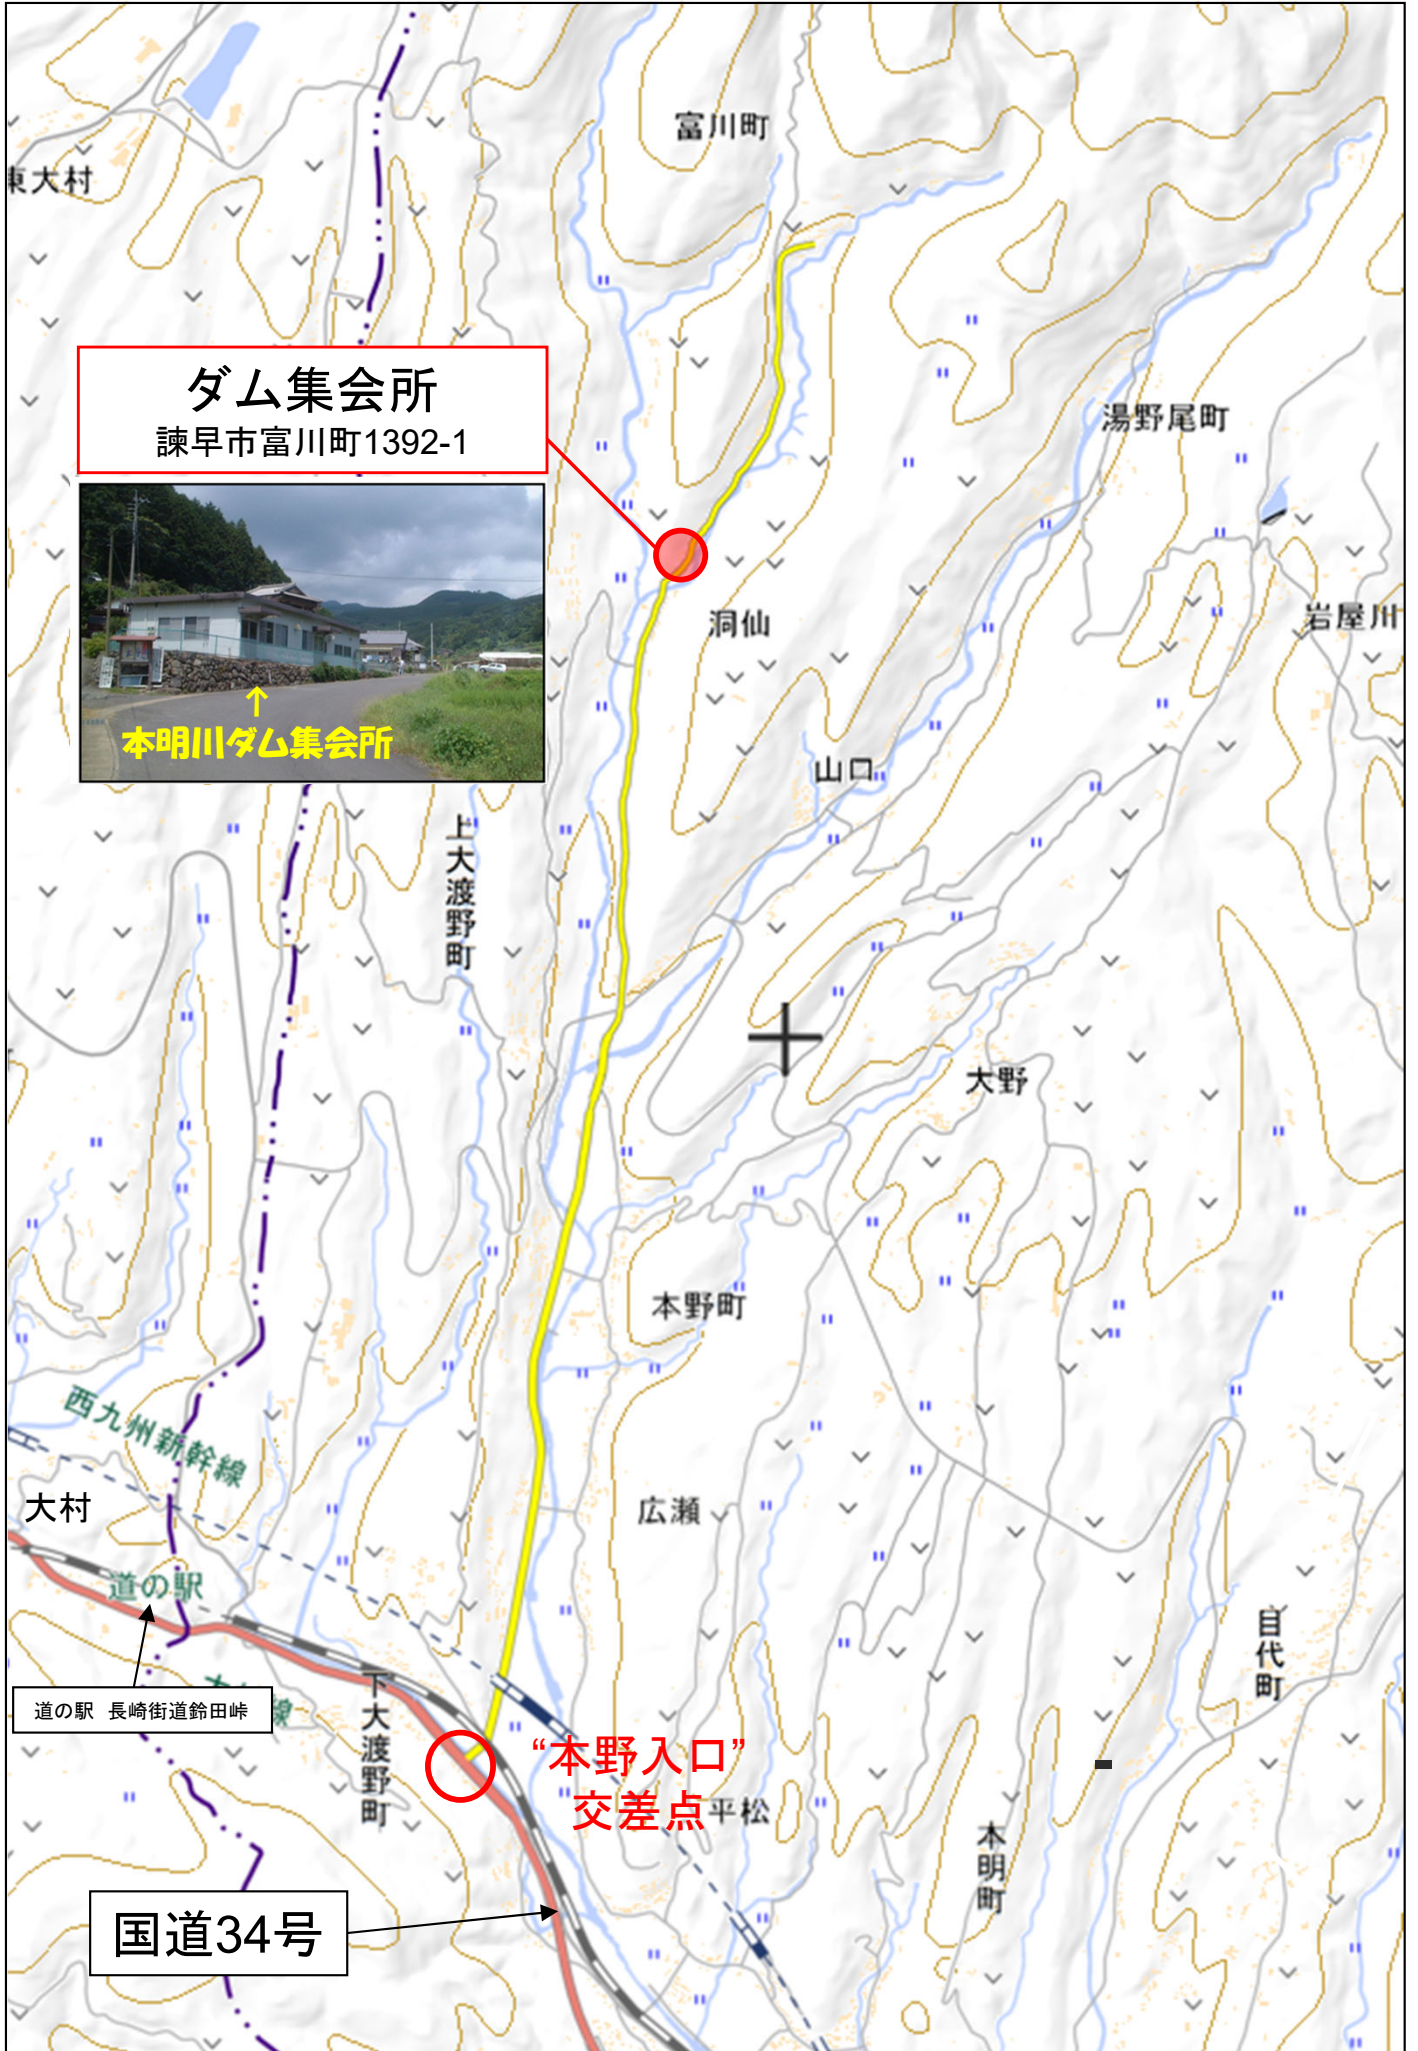 富川町
東大村
ダム集会所
諫早市富川町1392-1
湯野尾町
岩屋川
洞仙
↑
本明川ダム集会所
山口
上大渡野町
大野
本野町
西九州新幹線
大村
広瀬
道の駅
目代町
道の駅 長崎街道鈴田峠
線
下大渡野町
“本野入口”
交差点
平松
本明町
国道34号